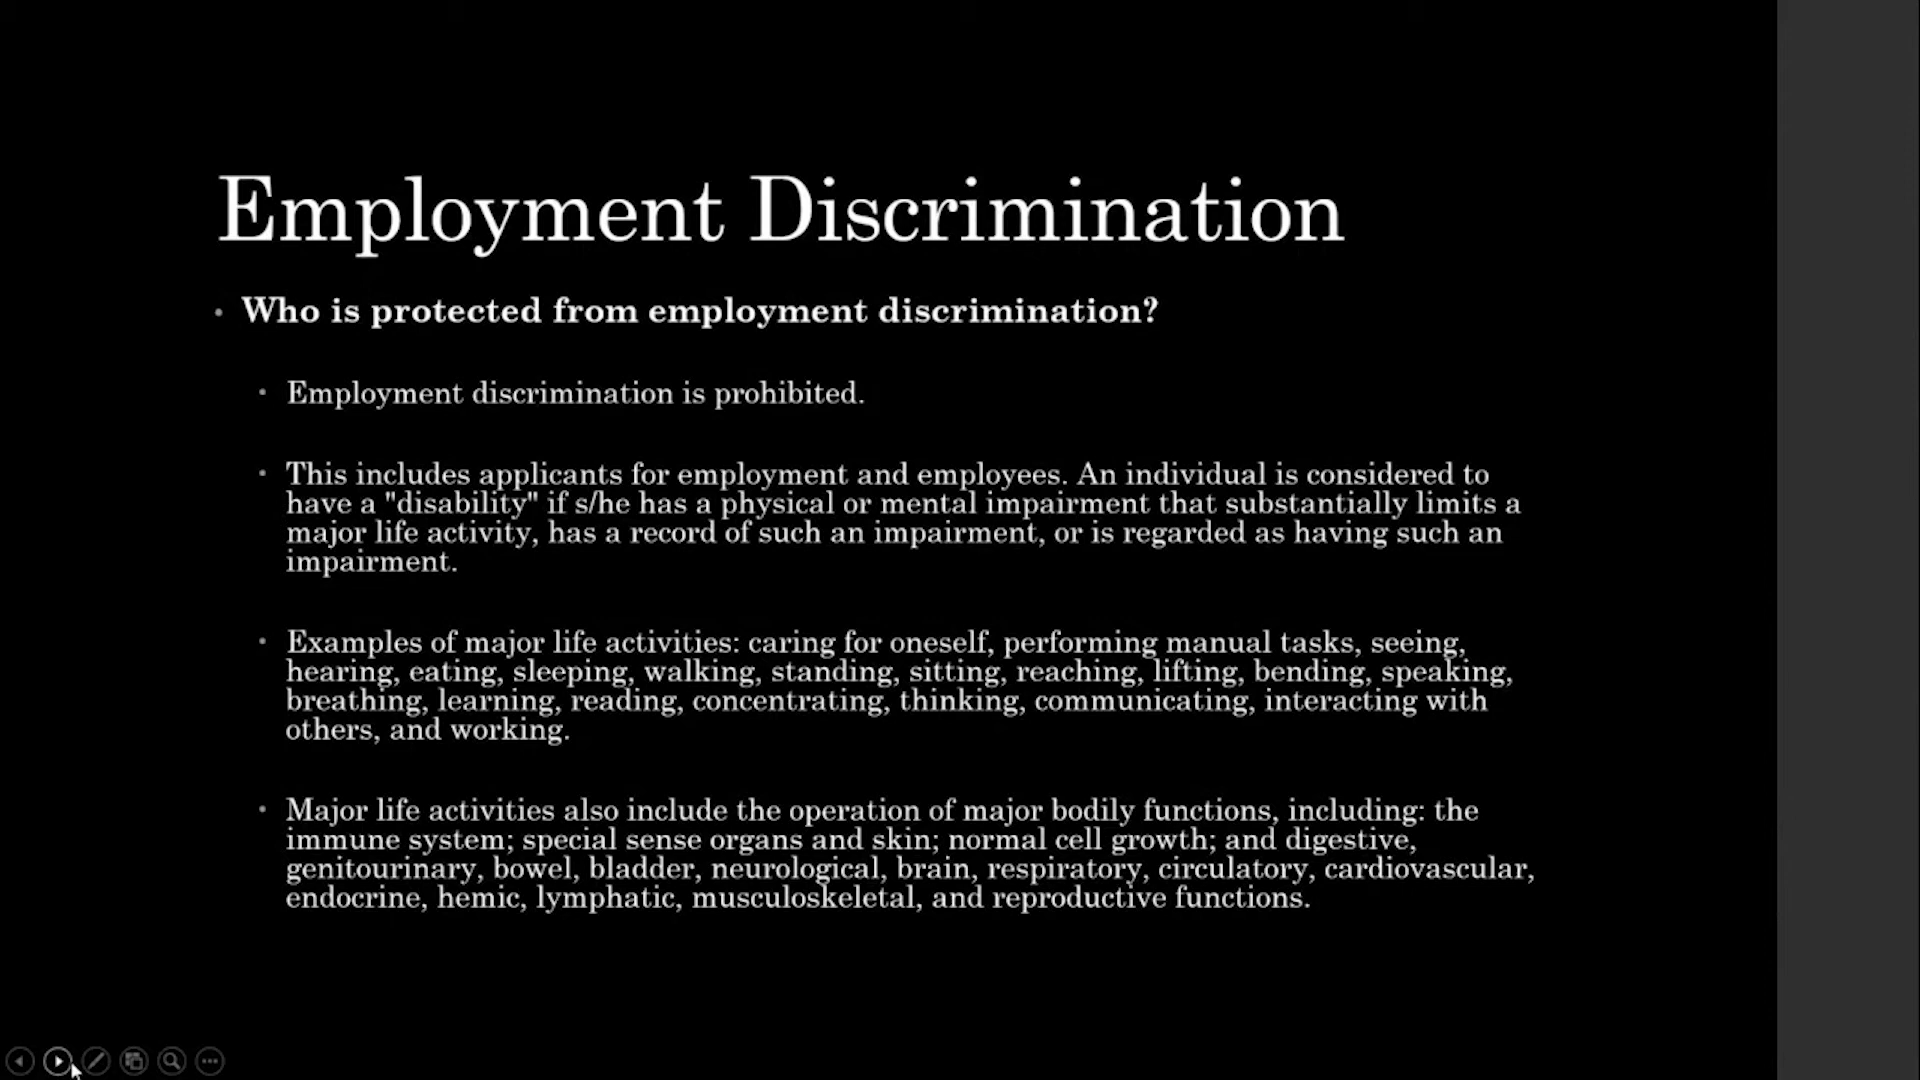 Employment Discrimination
• Who is protected from employment discrimination?
• Employment discrimination is prohibited.
• This includes applicants for employment and employees. An individual is considered to
have a "disability" if s/he has a physical or mental impairment that substantially limits a
major life activity, has a record of such an impairment, or is regarded as having such an
impairment.
• Examples of major life activities: caring for oneself, performing manual tasks, seeing,
hearing, eating, sleeping, walking, standing, sitting, reaching, lifting, bending, speaking,
breathing, learning, reading, concentrating, thinking, communicating, interacting with
others, and working.
• Major life activities also include the operation of major bodily functions, including: the
immune system; special sense organs and skin; normal cell growth; and digestive,
genitourinary, bowel, bladder, neurological, brain, respiratory, circulatory, cardiovascular,
endocrine, hemic, lymphatic, musculoskeletal, and reproductive functions.